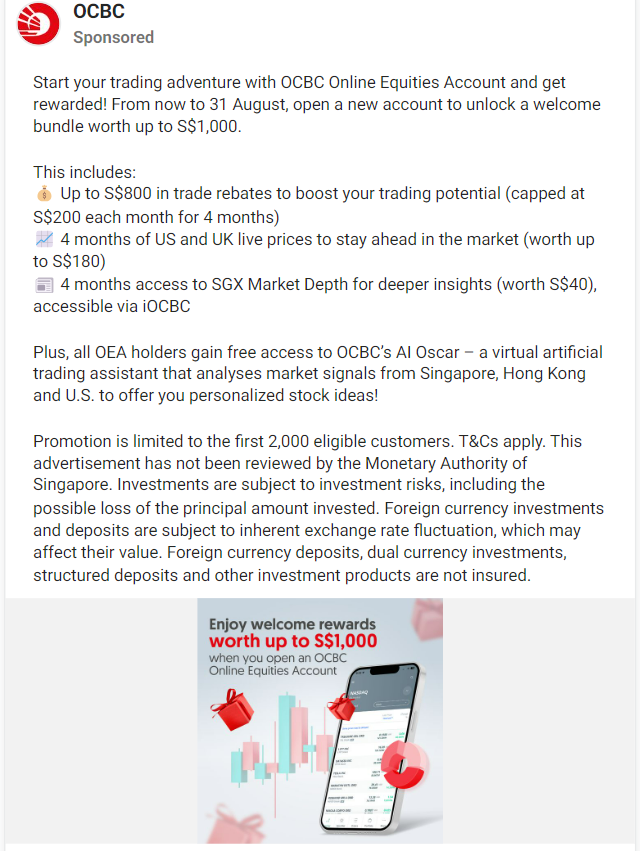 OCBC
Sponsored
Start your trading adventure with OCBC Online Equities Account and get
rewarded! From now to 31 August, open a new account to unlock a welcome
bundle worth up to S$1,000.
This includes:
💰 Up to S$800 in trade rebates to boost your trading potential (capped at
S$200 each month for 4 months)
📈 4 months of US and UK live prices to stay ahead in the market (worth up
to S$180)
📰 4 months access to SGX Market Depth for deeper insights (worth S$40),
accessible via iOCBC
Plus, all OEA holders gain free access to OCBC’s AI Oscar – a virtual artificial
trading assistant that analyses market signals from Singapore, Hong Kong
and U.S. to offer you personalized stock ideas!
Promotion is limited to the first 2,000 eligible customers. T&Cs apply. This
advertisement has not been reviewed by the Monetary Authority of
Singapore. Investments are subject to investment risks, including the
possible loss of the principal amount invested. Foreign currency investments
and deposits are subject to inherent exchange rate fluctuation, which may
affect their value. Foreign currency deposits, dual currency investments,
structured deposits and other investment products are not insured.
Enjoy welcome rewards
worth up to S$1,000
when you open an OCBC
Online Equities Account
NASDAQ